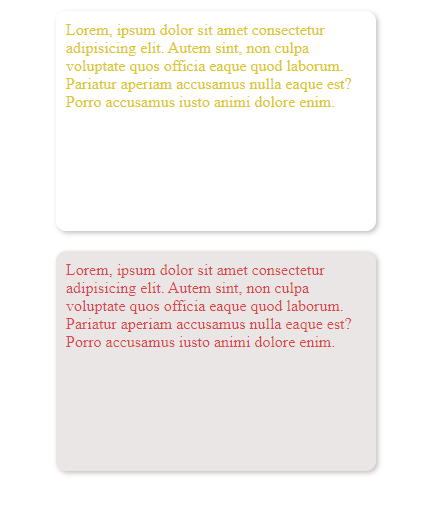 Lorem, ipsum dolor sit amet consectetur
adipisicing elit. Autem sint, non culpa
voluptate quos officia eaque quod laborum.
Pariatur aperiam accusamus nulla eaque est?
Porro accusamus iusto animi dolore enim.
Lorem, ipsum dolor sit amet consectetur
adipisicing elit. Autem sint, non culpa
voluptate quos officia eaque quod laborum.
Pariatur aperiam accusamus nulla eaque est?
Porro accusamus iusto animi dolore enim.